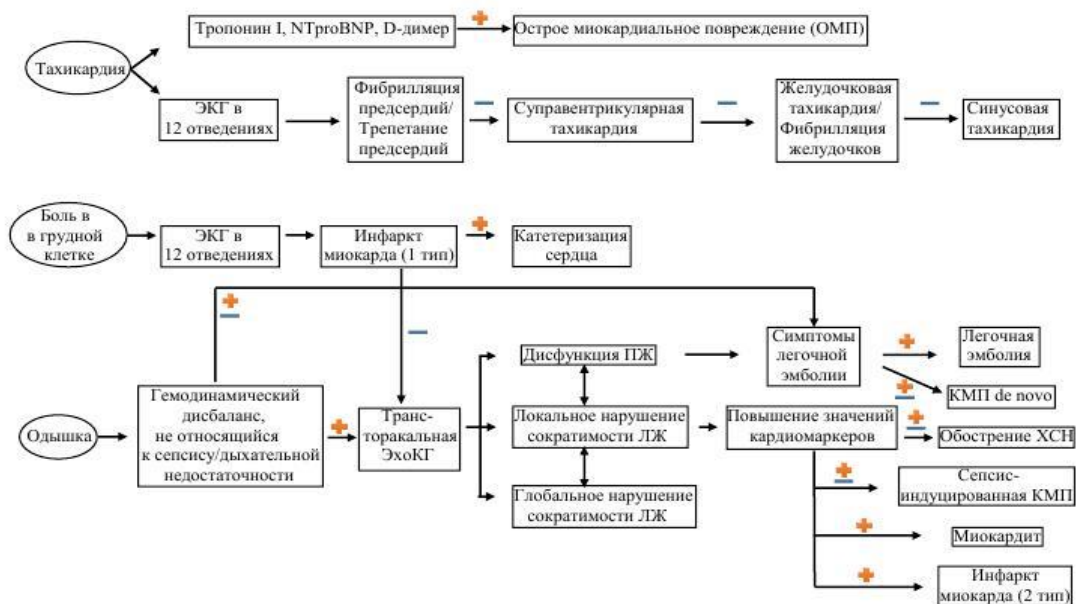 Тропонин I, NTproBNP, D-димер
Острое миокардиальное повреждение (ОМП)
Тахикардия
ЭКГ в
12 отведениях
Фибрилляция
предсердий/
Трепетание
предсердий
Суправентрикулярная
тахикардия
Желудочковая
тахикардия/
Фибрилляция
желудочков
Синусовая
тахикардия
Боль в
в грудной
клетке
ЭКГ в
12 отведениях
Инфаркт
миокарда (1 тип)
Катетеризация
сердца
Одышка
Гемодинамический
дисбаланс,
не относящийся
к сепсису/дыхательной
недостаточности
Транс-
торакальная
ЭхоКГ
Дисфункция ПЖ
Локальное нарушение
сократимости ЛЖ
Глобальное нарушение
сократимости ЛЖ
Симптомы
легочной
эмболии
Повышение значений
кардиомаркеров
Легочная
эмболия
КМП de novo
Обострение ХСН
Сепсис-
индуцированная КМП
Миокардит
Инфаркт
миокарда (2 тип)